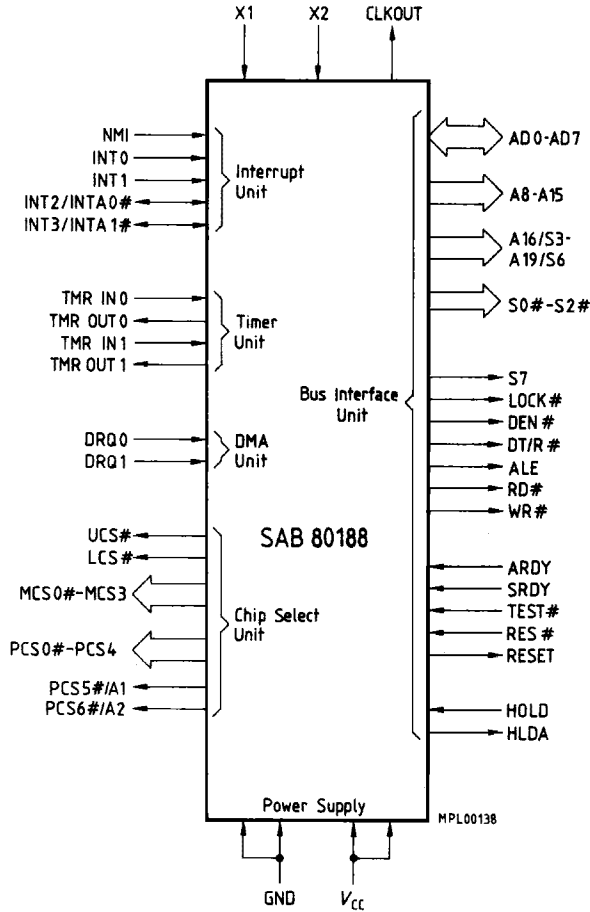 X1 X2 CLKOUT
NMI
INT0
INT1
INT2/INTA0#
INT3/INTA1#
Interrupt
Unit
TMR IN0
TMR OUT0
TMR IN1
TMR OUT1
Timer
Unit
DRQ0
DRQ1
DMA
Unit
UCS#
LCS#
MCS0#-MCS3
PCS0#-PCS4
PCS5#/A1
PCS6#/A2
Chip Select
Unit
SAB 80188
Bus Interface
Unit
AD0-AD7
A8-A15
A16/S3-
A19/S6
S0#-S2#
S7
LOCK#
DEN#
DT/R#
ALE
RD#
WR#
ARDY
SRDY
TEST#
RES#
RESET
HOLD
HLDA
Power Supply
MPL00138
GND VCC